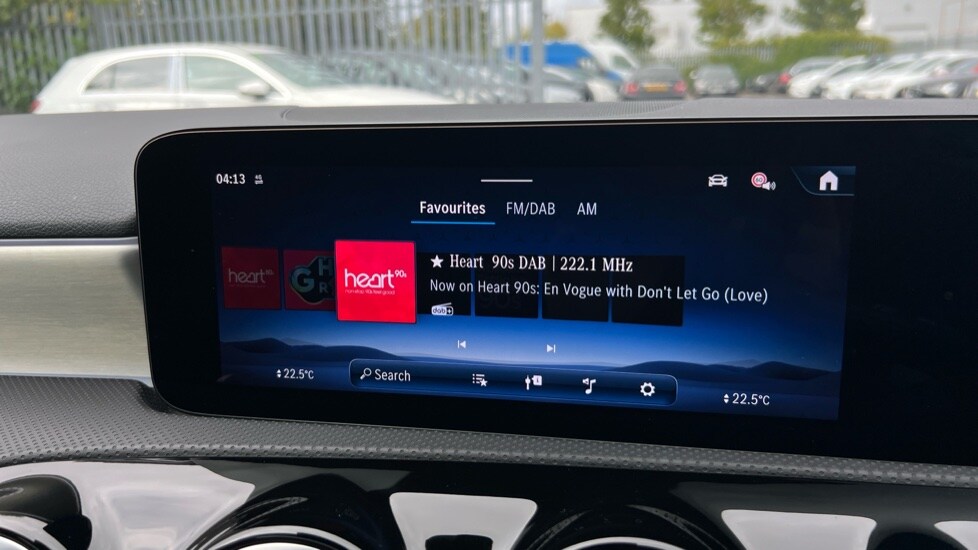 04:13 4G
Favourites FM/DAB AM
★ Heart 90s DAB | 222.1 MHz
Now on Heart 90s: En Vogue with Don't Let Go (Love)
heart
G H
R
heart 90s
dab+
22.5°C
Search
22.5°C